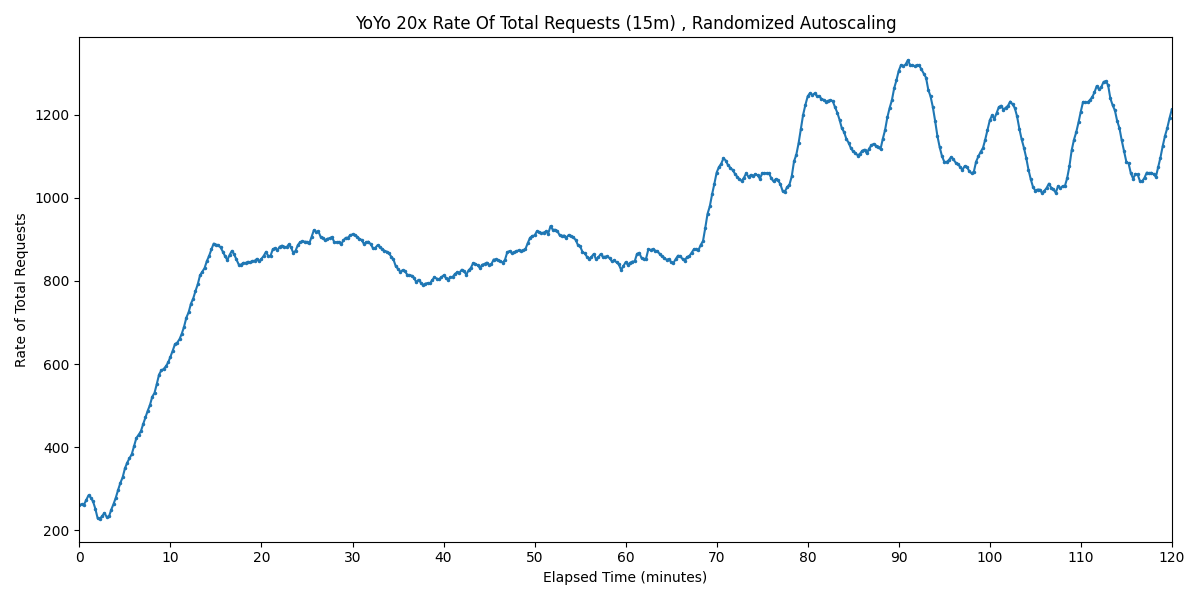 YoYo 20x Rate Of Total Requests (15m) , Randomized Autoscaling
Rate of Total Requests
1200
1000
800
600
400
200
0 10 20 30 40 50 60 70 80 90 100 110 120
Elapsed Time (minutes)